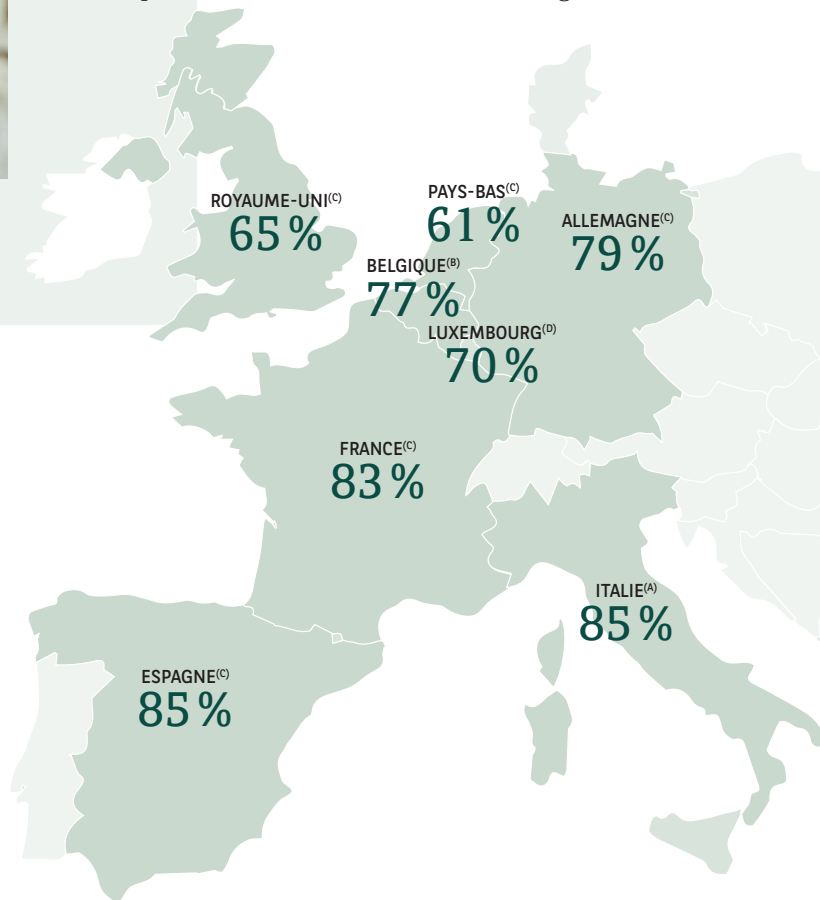 ROYAUME-UNI(C)
65 %
PAYS-BAS(C)
61 %
ALLEMAGNE(C)
79 %
BELGIQUE(B)
77 %
LUXEMBOURG(D)
70 %
FRANCE(C)
83 %
ITALIE(A)
85 %
ESPAGNE(C)
85 %